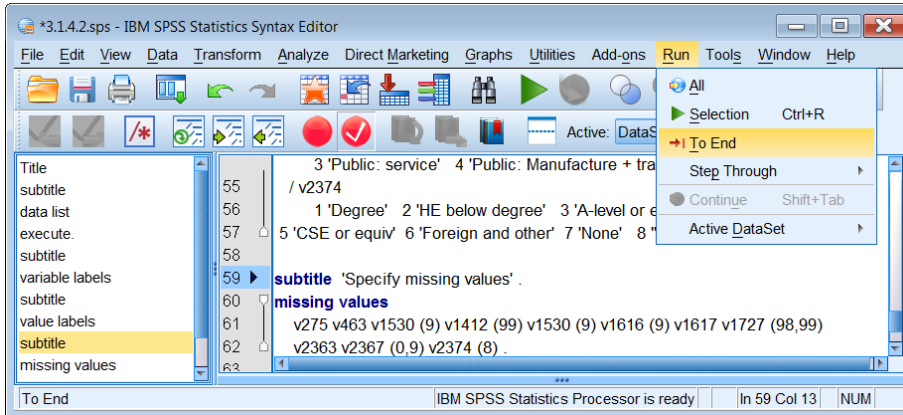 *3.1.4.2.sps - IBM SPSS Statistics Syntax Editor
File Edit View Data Transform Analyze Direct Marketing Graphs Utilities Add-ons Run Tools Window Help
All
Selection Ctrl+R
To End
Step Through
Continue Shift+Tab
Active DataSet
/*
Active: DataS
Title
subtitle
data list
execute.
subtitle
variable labels
subtitle
value labels
subtitle
missing values
3 'Public: service' 4 'Public: Manufacture + tra
55 / v2374
56 1 'Degree' 2 'HE below degree' 3 'A-level or e
57 5 'CSE or equiv' 6 'Foreign and other' 7 'None' 8 "
58
59 subtitle 'Specify missing values' .
60 missing values
61 v275 v463 v1530 (9) v1412 (99) v1530 (9) v1616 (9) v1617 v1727 (98,99)
62 v2363 v2367 (0,9) v2374 (8) .
63
To End
IBM SPSS Statistics Processor is ready
In 59 Col 13
NUM